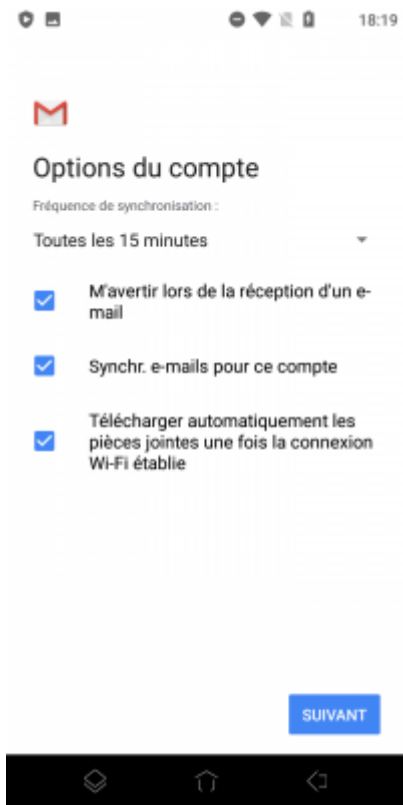 18:19
Options du compte
Fréquence de synchronisation :
Toutes les 15 minutes
M'avertir lors de la réception d'un e-
mail
Synchr. e-mails pour ce compte
Télécharger automatiquement les
pièces jointes une fois la connexion
Wi-Fi établie
SUIVANT